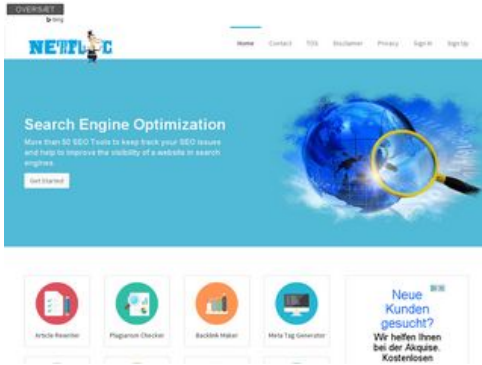 OVERSÆT
bing
NETFL C
Home Contact TOS Disclaimer Privacy Sign In Sign Up
Search Engine Optimization
More than 50 SEO Tools to keep track your SEO issues
and help to improve the visibility of a website in search
engines.
Get Started
Article Rewriter
Plagiarism Checker
Backlink Maker
Meta Tag Generator
Neue
Kunden
gesucht?
Wir helfen Ihnen
bei der Akquise.
Kostenlosen